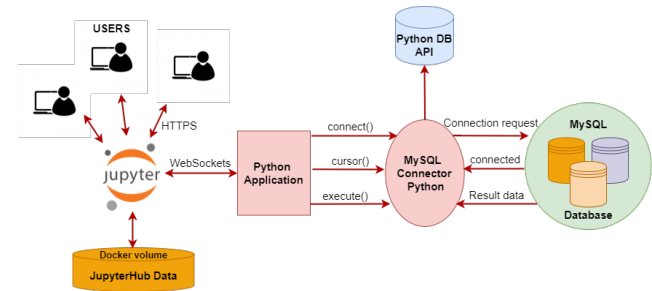 USERS
HTTPS
jupyter
WebSockets
Docker volume
JupyterHub Data
Python
Application
connect()
cursor()
execute()
Python DB
API
MySQL
Connector
Python
Connection request
connected
Result data
MySQL
Database